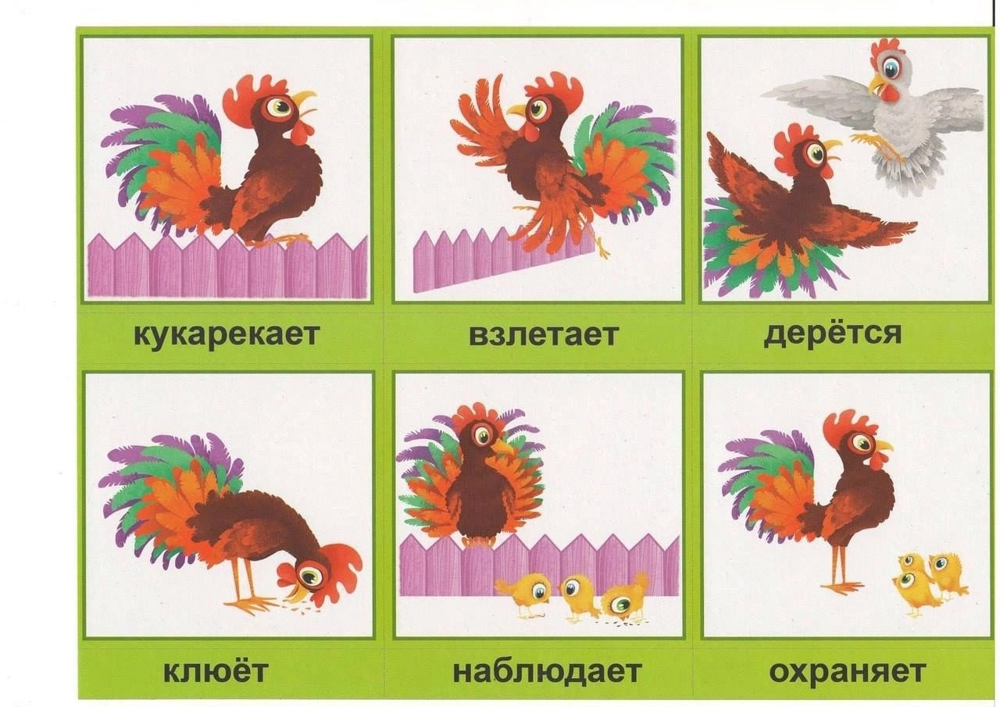 кукарекает
взлетает
дерётся
клюёт
наблюдает
охраняет